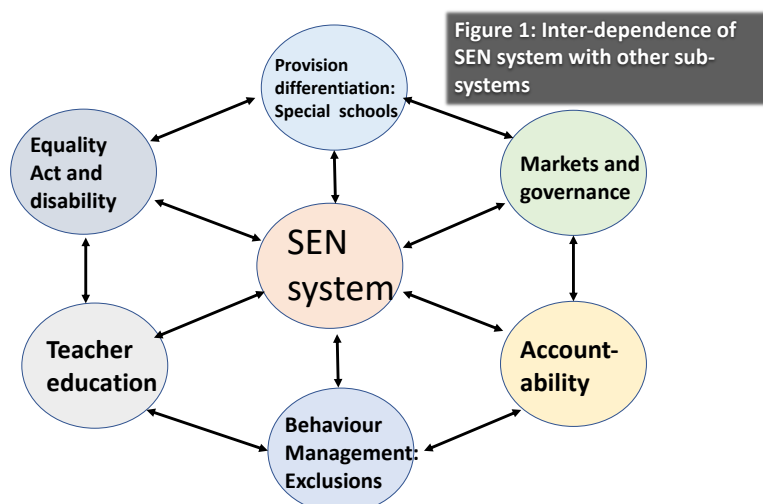 Figure 1: Inter-dependence of
SEN system with other sub-
systems
Provision
differentiation:
Special schools
Equality
Act and
disability
Markets and
governance
SEN
system
Teacher
education
Account-
ability
Behaviour
Management:
Exclusions